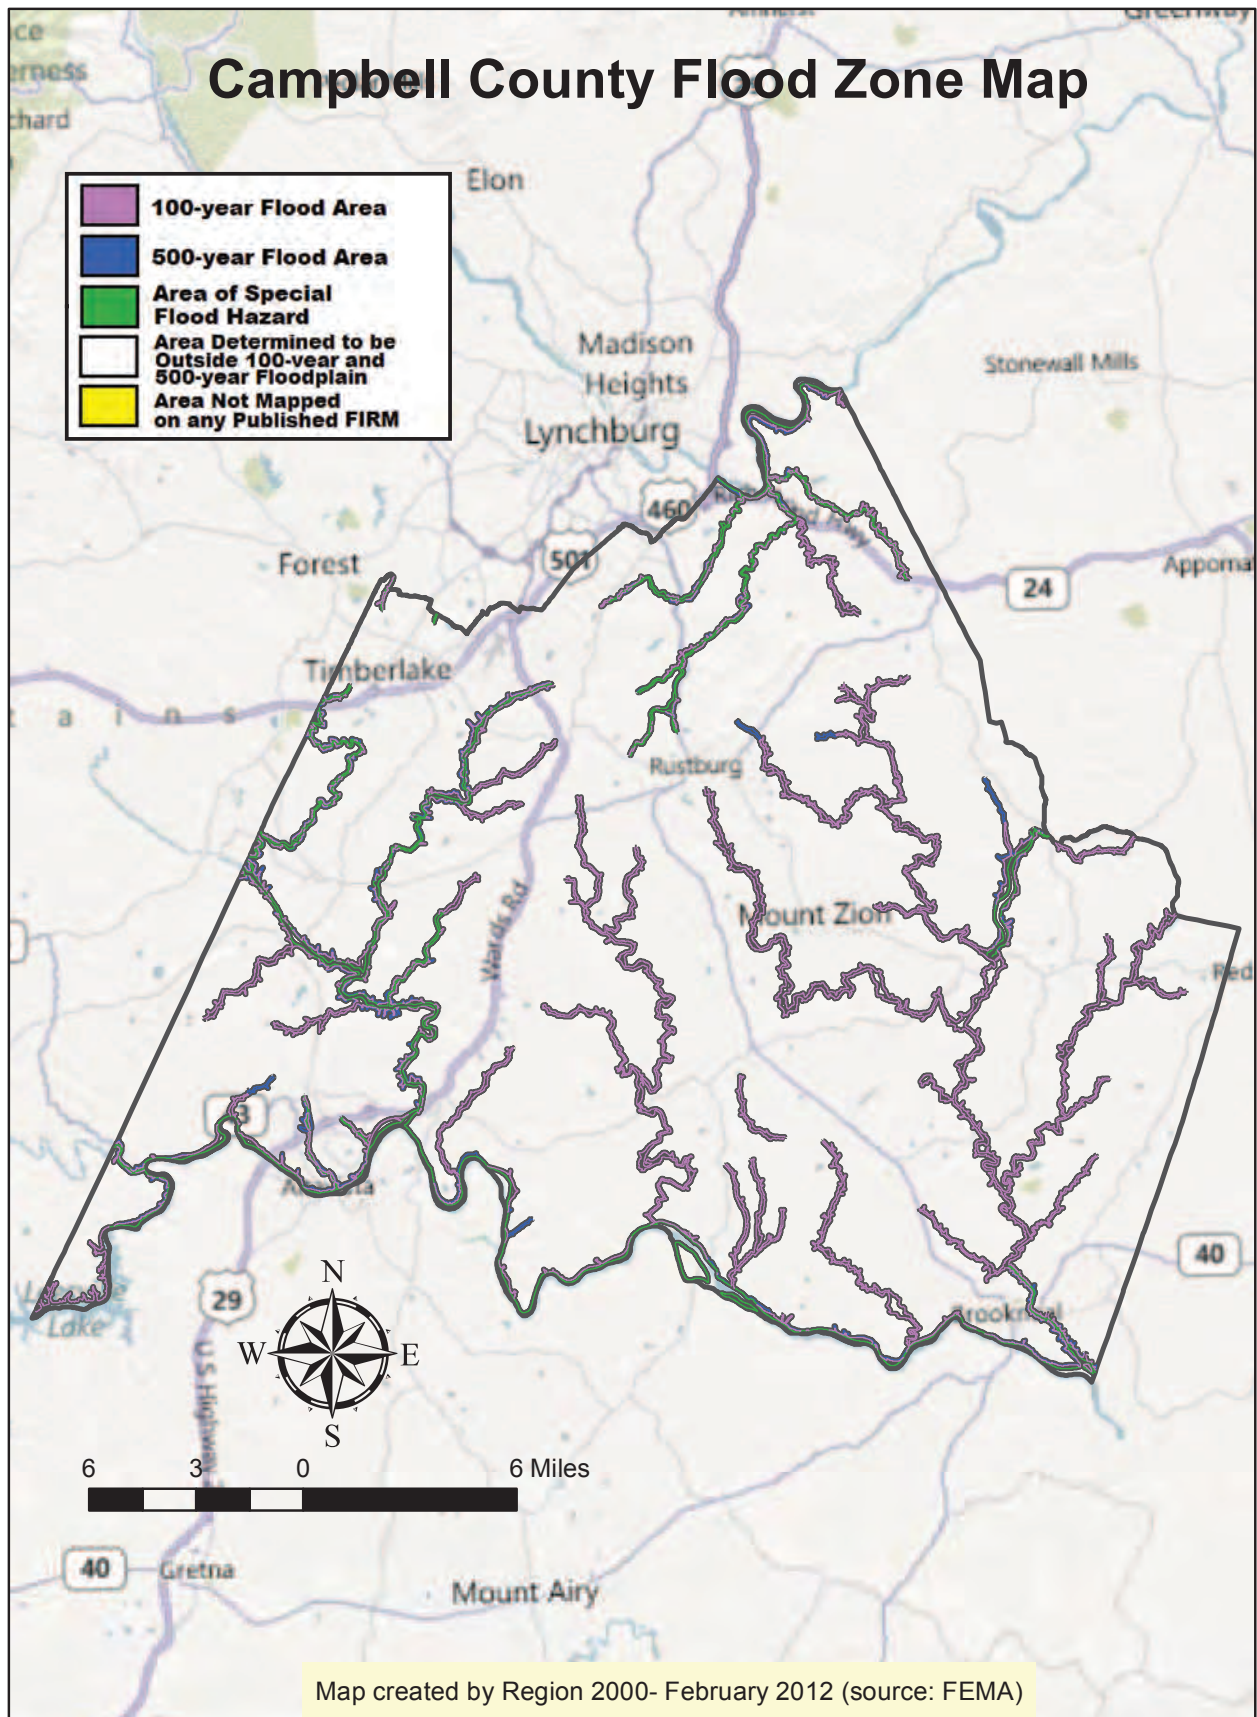 Campbell County Flood Zone Map
Elon
100-year Flood Area
500-year Flood Area
Area of Special
Flood Hazard
Area Determined to be
Outside 100-year and
500-year Floodplain
Area Not Mapped
on any Published FIRM
Madison
Heights
Stonewall Mills
Lynchburg
460
501
Forest
24
Timberlake
t a i n s
Rustburg
Mount Zion
Wards Rd
Red
40
29
Lake
U S Highway
N
W
E
S
6 3 0 6 Miles
40
Gretna
Mount Airy
Map created by Region 2000- February 2012 (source: FEMA)